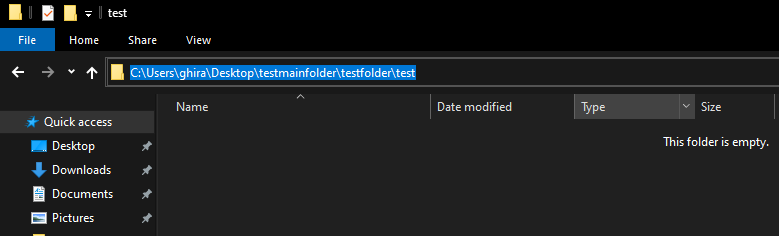 test
File Home Share View
C:\Users\ghira\Desktop\testmainfolder\testfolder\test
Name Date modified Type Size
This folder is empty.
Quick access
Desktop
Downloads
Documents
Pictures